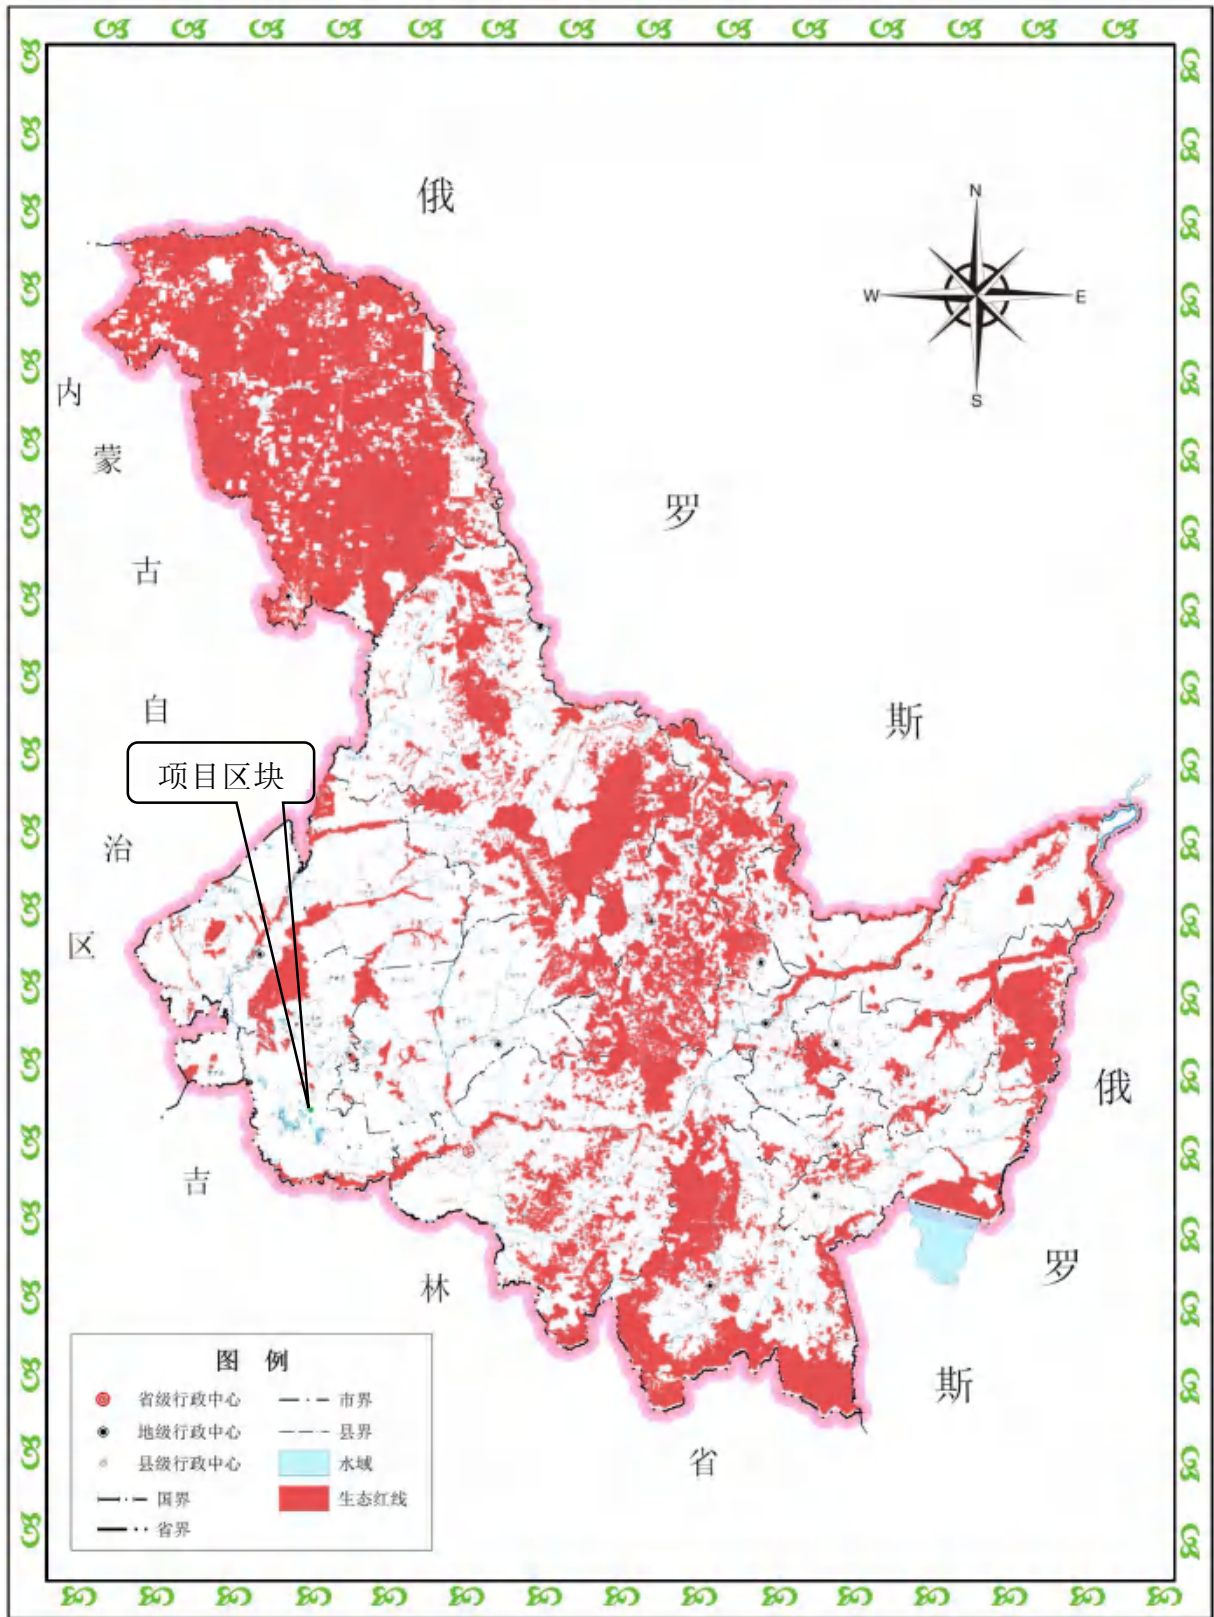 俄
N
W
E
S
内
蒙
古
自
治
区
罗
斯
项目区块
俄
罗
斯
吉
林
省
图 例
省级行政中心
市界
地级行政中心
县界
县级行政中心
水域
国界
生态红线
省界